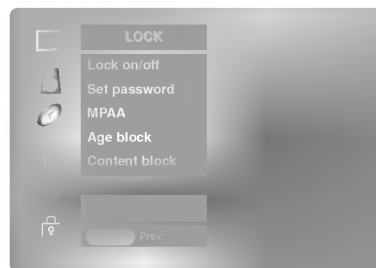 LOCK
Lock on/off
Set password
MPAA
Age block
Content block
Prev.